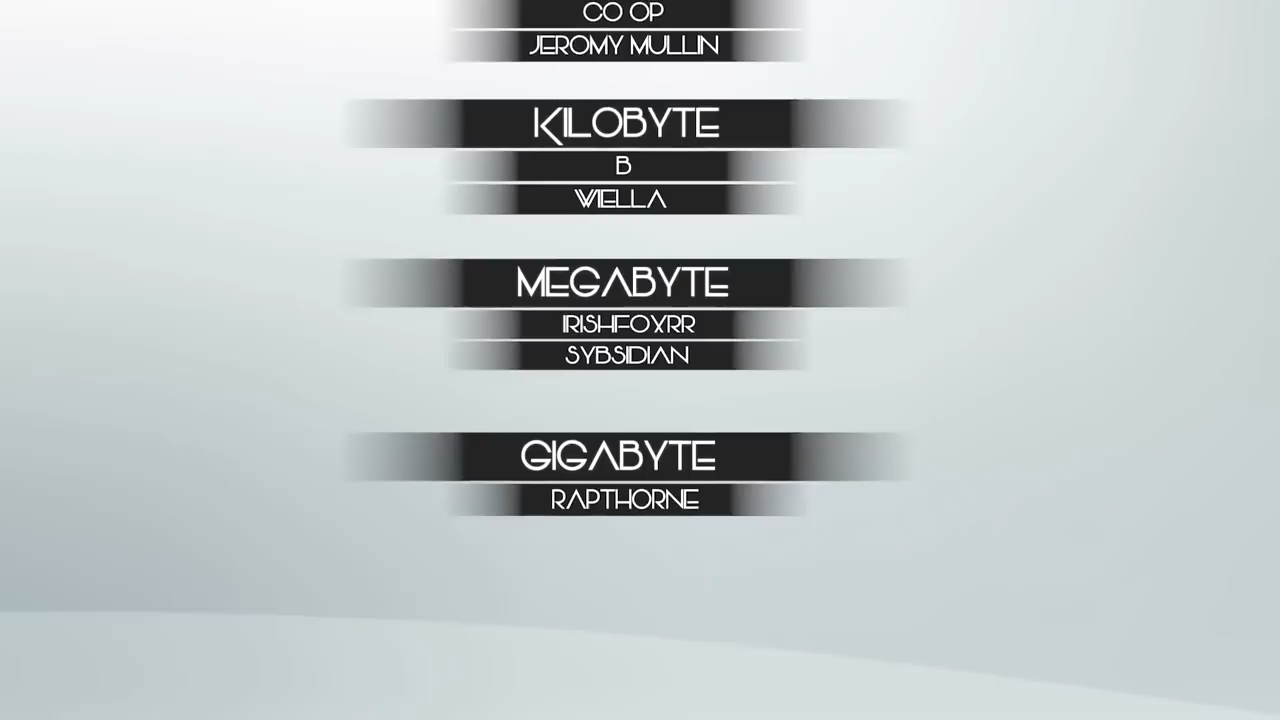 CO OP
JEROMY MULLIN
KILOBYTE
B
WIELLA
MEGABYTE
IRISHFOXRR
SYBSIDIAN
GIGABYTE
RAPTHORNE